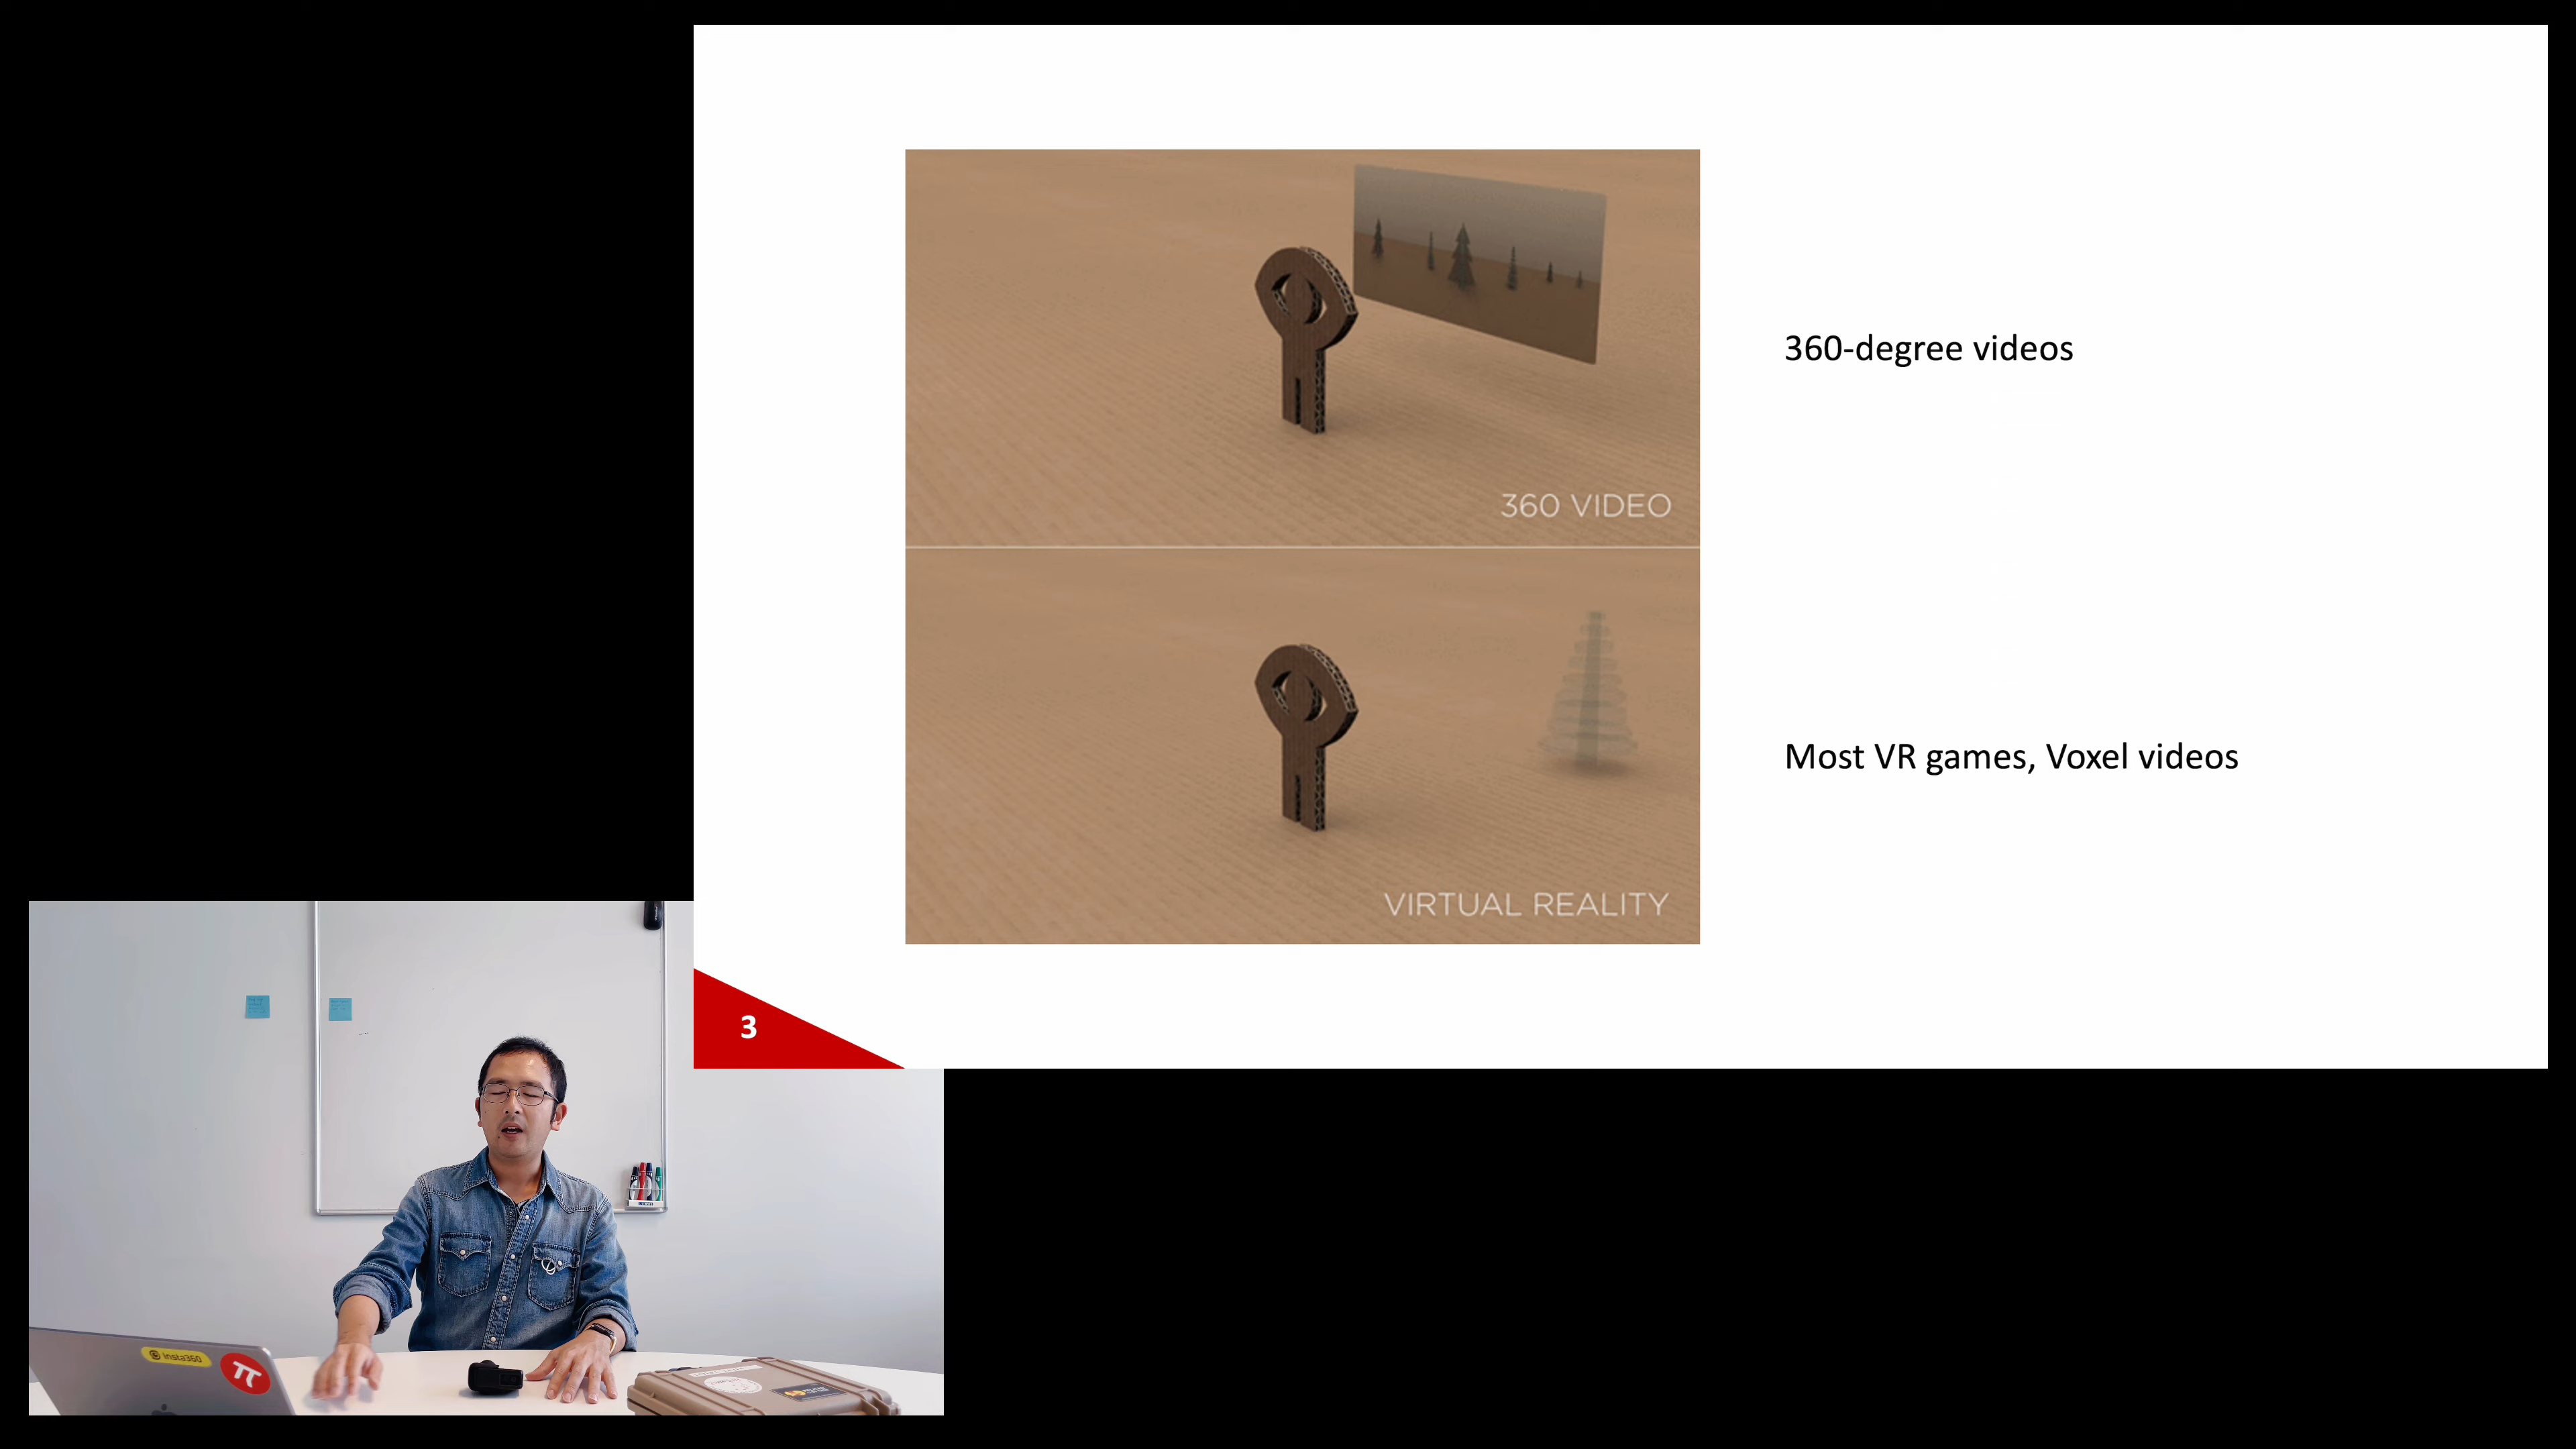 360 VIDEO
360-degree videos
VIRTUAL REALITY
Most VR games, Voxel videos
3
Insta360
π